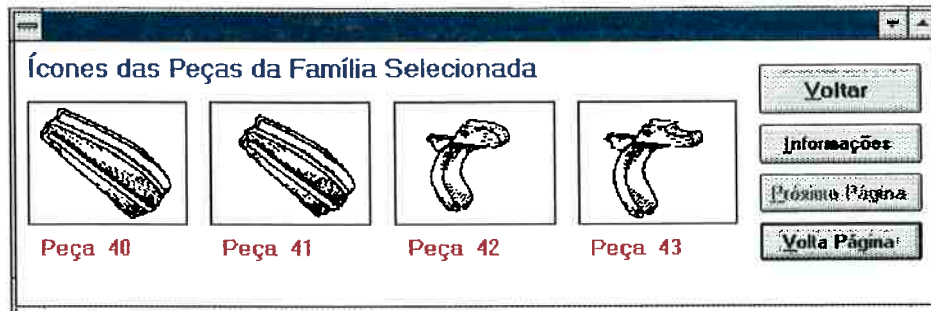 Ícones das Peças da Família Selecionada
Voltar
Informações
Próxima Página
Volta Página
Peça 40
Peça 41
Peça 42
Peça 43